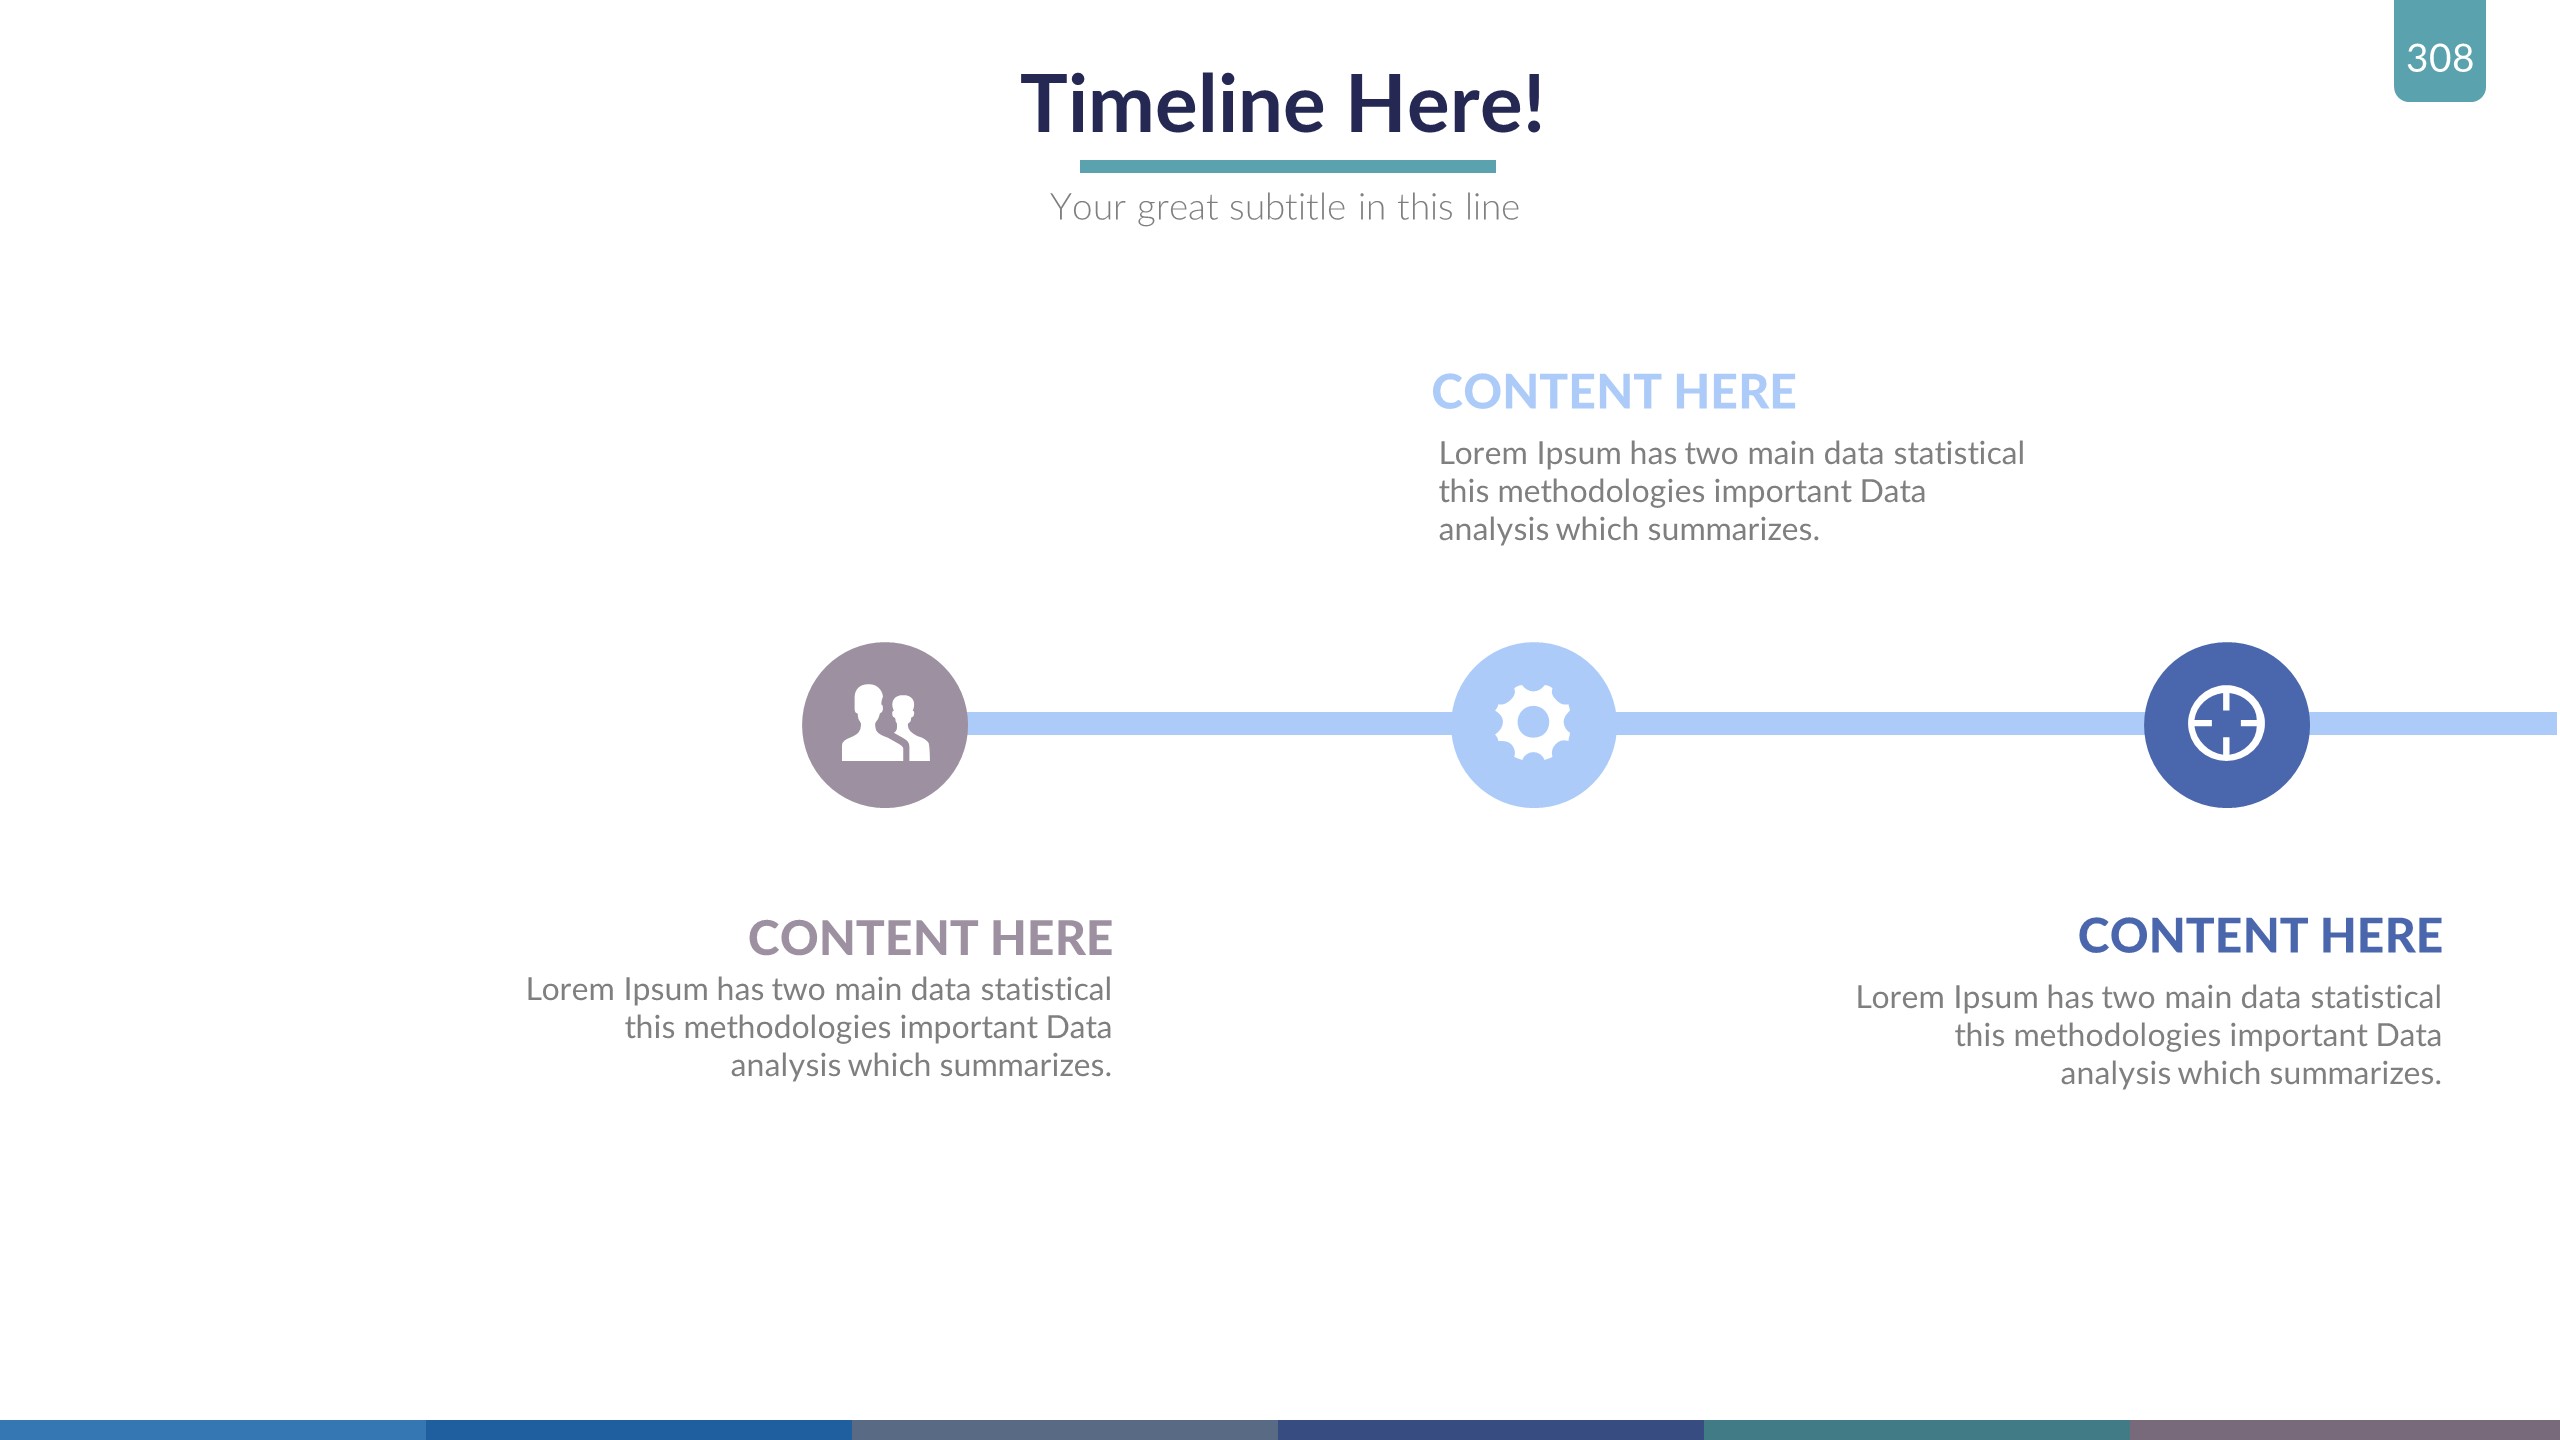 308
Timeline Here!
Your great subtitle in this line
CONTENT HERE
Lorem Ipsum has two main data statistical
this methodologies important Data
analysis which summarizes.
CONTENT HERE
Lorem Ipsum has two main data statistical
this methodologies important Data
analysis which summarizes.
CONTENT HERE
Lorem Ipsum has two main data statistical
this methodologies important Data
analysis which summarizes.